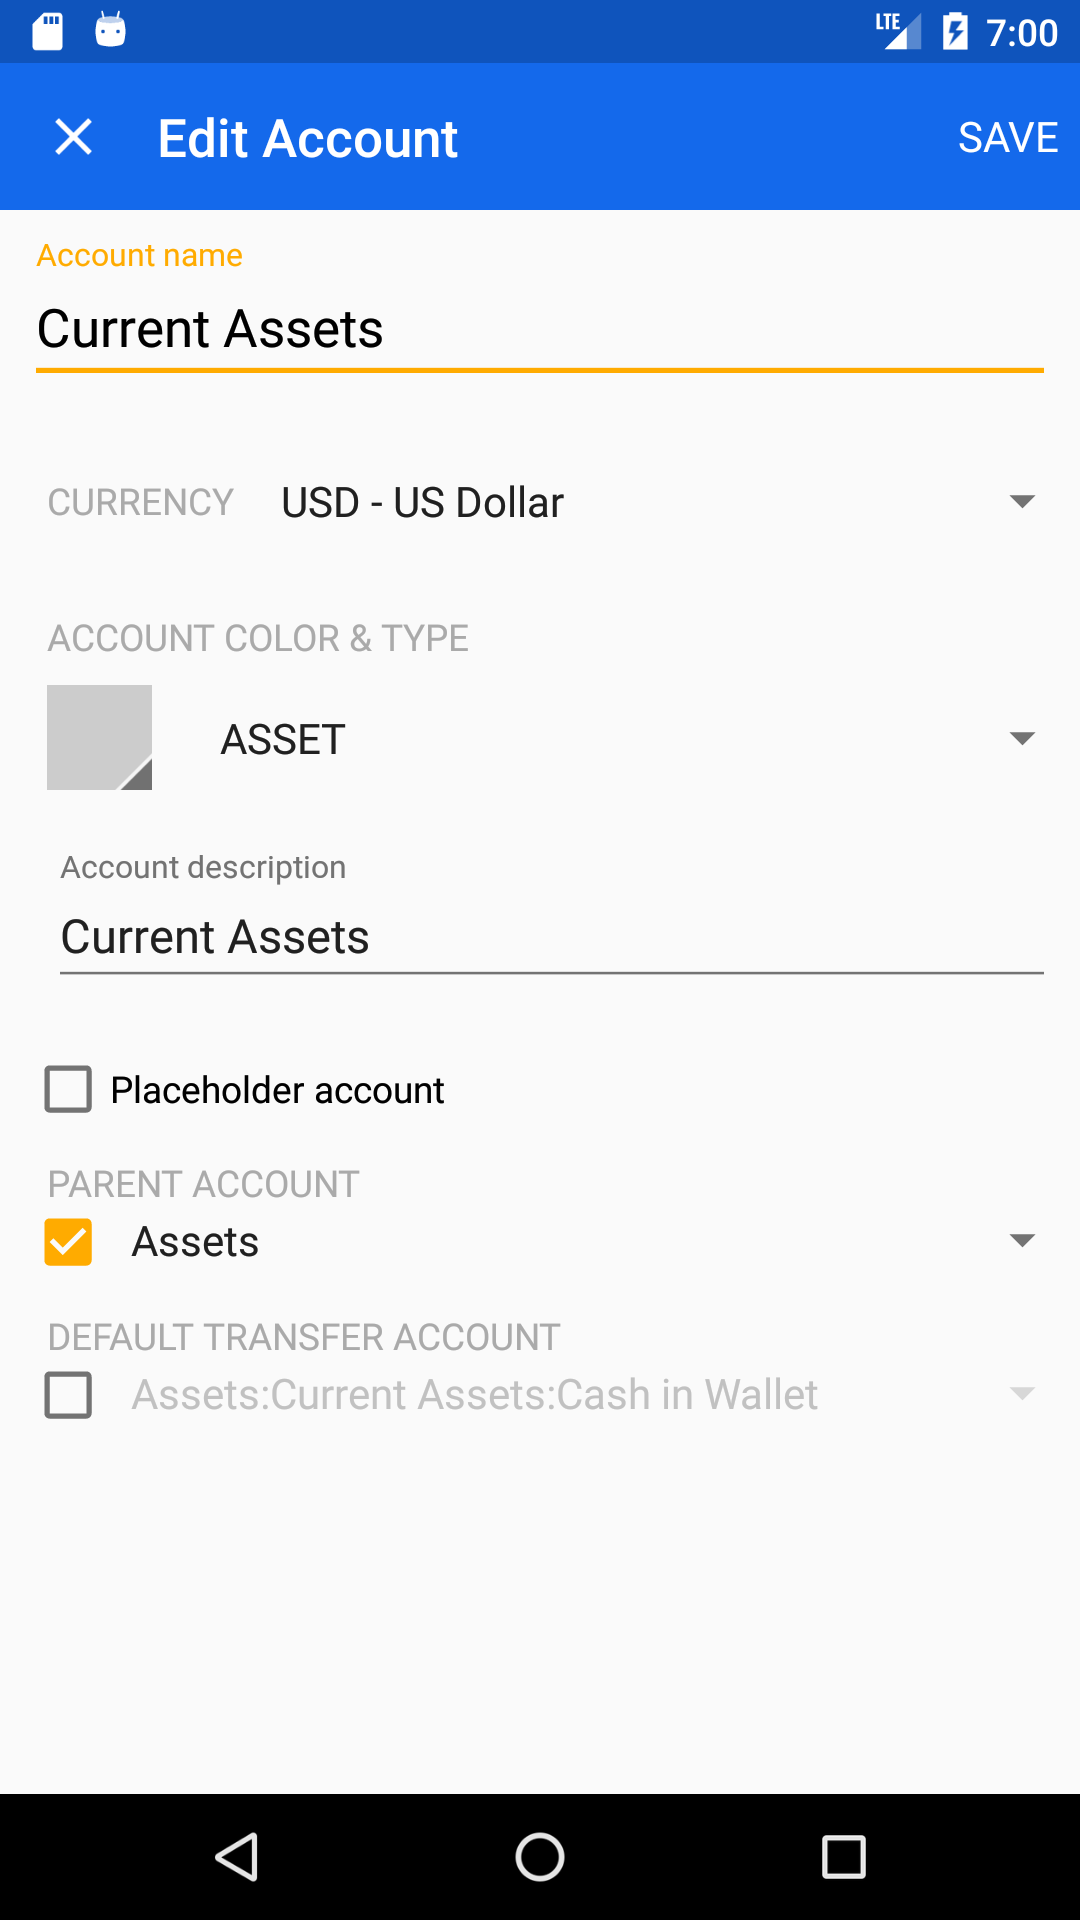 LTE 7:00
Edit Account SAVE
Account name
Current Assets
CURRENCY USD - US Dollar
ACCOUNT COLOR & TYPE
ASSET
Account description
Current Assets
Placeholder account
PARENT ACCOUNT
Assets
DEFAULT TRANSFER ACCOUNT
Assets:Current Assets:Cash in Wallet